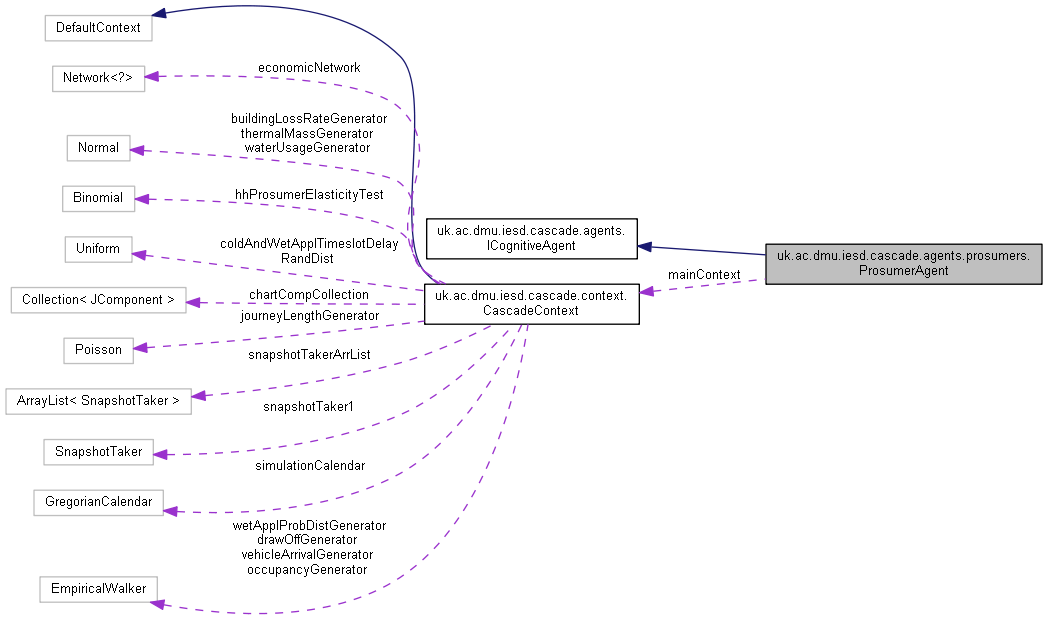 DefaultContext
economicNetwork
Network<?>
buildingLossRateGenerator
thermalMassGenerator
waterUsageGenerator
Normal
hhProsumerElasticityTest
Binomial
coldAndWetApplTimeslotDelay
RandDist
Uniform
uk.ac.dmu.iesd.cascade.agents.
ICognitiveAgent
uk.ac.dmu.iesd.cascade.agents.prosumers.
ProsumerAgent
mainContext
chartCompCollection
Collection< JComponent >
uk.ac.dmu.iesd.cascade.context.
CascadeContext
journeyLengthGenerator
Poisson
snapshotTakerArrList
ArrayList< SnapshotTaker >
snapshotTaker1
SnapshotTaker
simulationCalendar
GregorianCalendar
wetApplProbDistGenerator
drawOffGenerator
vehicleArrivalGenerator
occupancyGenerator
EmpiricalWalker